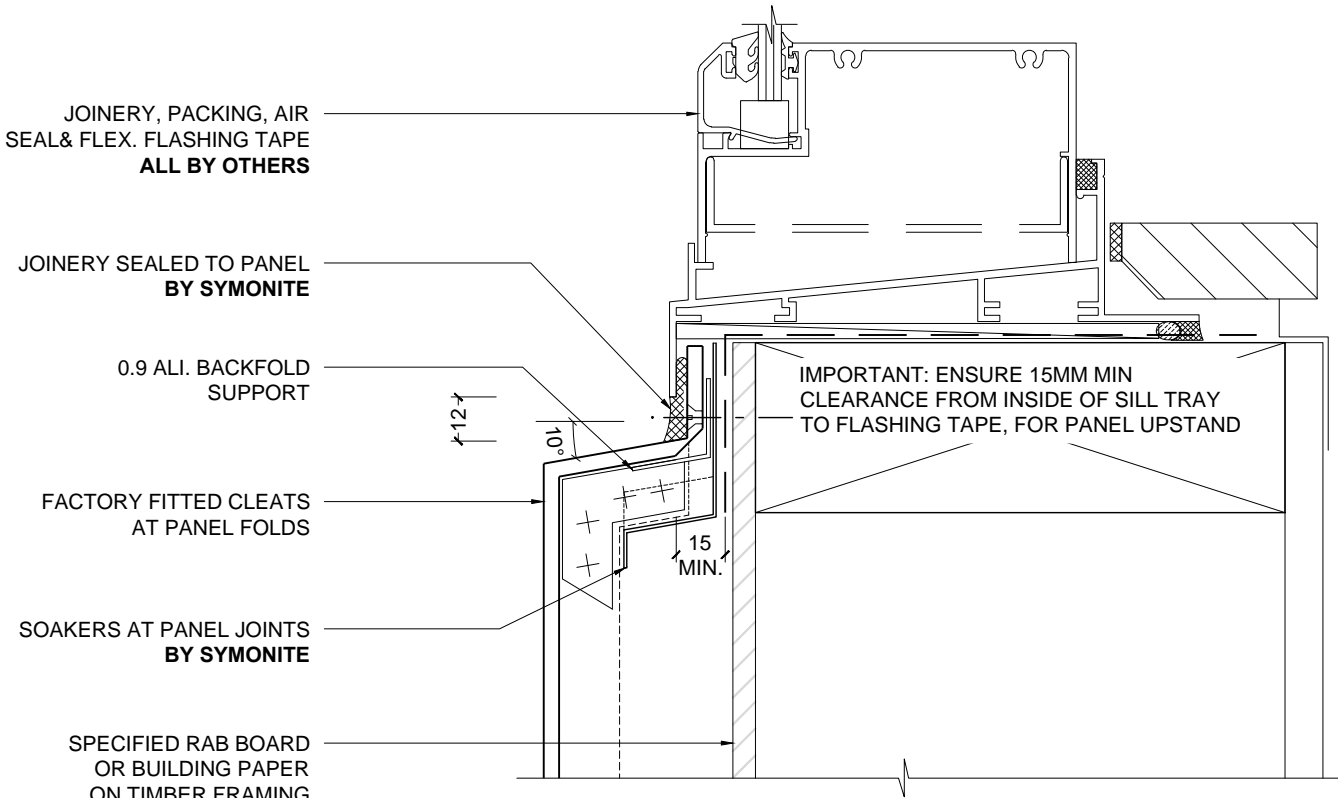 JOINERY, PACKING, AIR
SEAL& FLEX. FLASHING TAPE
ALL BY OTHERS
JOINERY SEALED TO PANEL
BY SYMONITE
0.9 ALI. BACKFOLD
SUPPORT
IMPORTANT: ENSURE 15MM MIN
CLEARANCE FROM INSIDE OF SILL TRAY
TO FLASHING TAPE, FOR PANEL UPSTAND
12
10°
FACTORY FITTED CLEATS
AT PANEL FOLDS
15
MIN.
SOAKERS AT PANEL JOINTS
BY SYMONITE
SPECIFIED RAB BOARD
OR BUILDING PAPER
ON TIMBER FRAMING